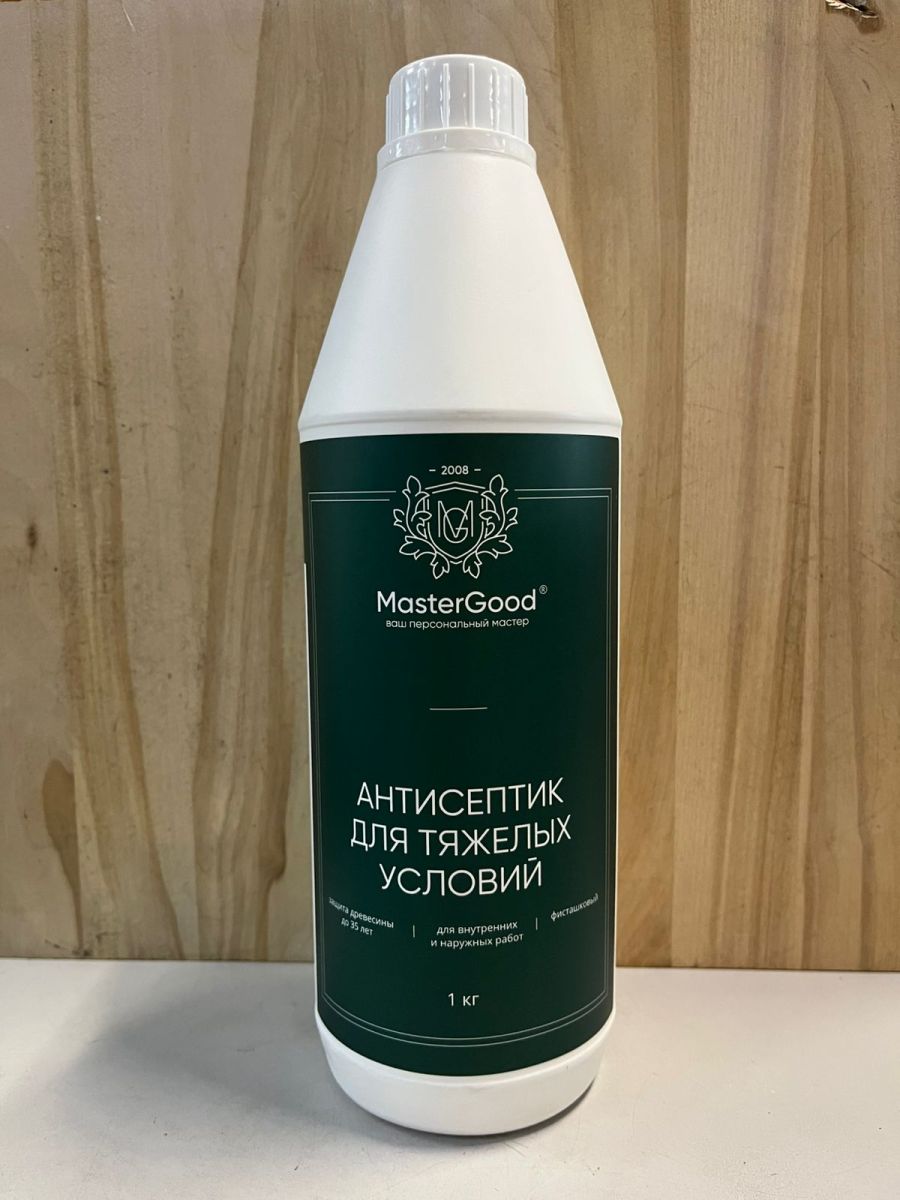 – 2008 –
MG
MasterGood®
ваш персональный мастер
АНТИСЕПТИК
ДЛЯ ТЯЖЕЛЫХ
УСЛОВИЙ
защита древесины
до 35 лет
для внутренних
и наружных работ
фисташковый
1 кг